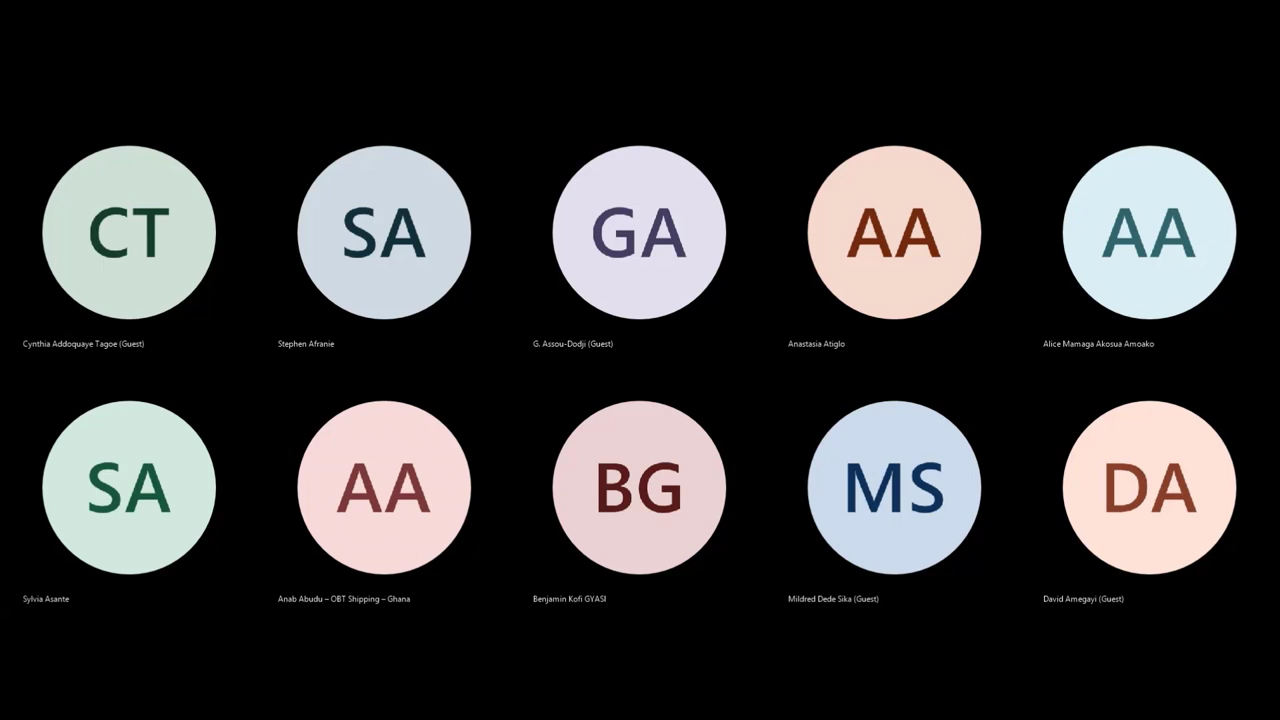 CT
SA
GA
AA
AA
Cynthia Addoquaye Tagoe (Guest)
Stephen Afranie
G. Assou-Dodji (Guest)
Anastasia Atiglo
Alice Mamaga Akosua Amoako
SA
AA
BG
MS
DA
Sylvia Asante
Anab Abudu – OBT Shipping – Ghana
Benjamin Kofi GYASI
Mildred Dede Sika (Guest)
David Amegayi (Guest)